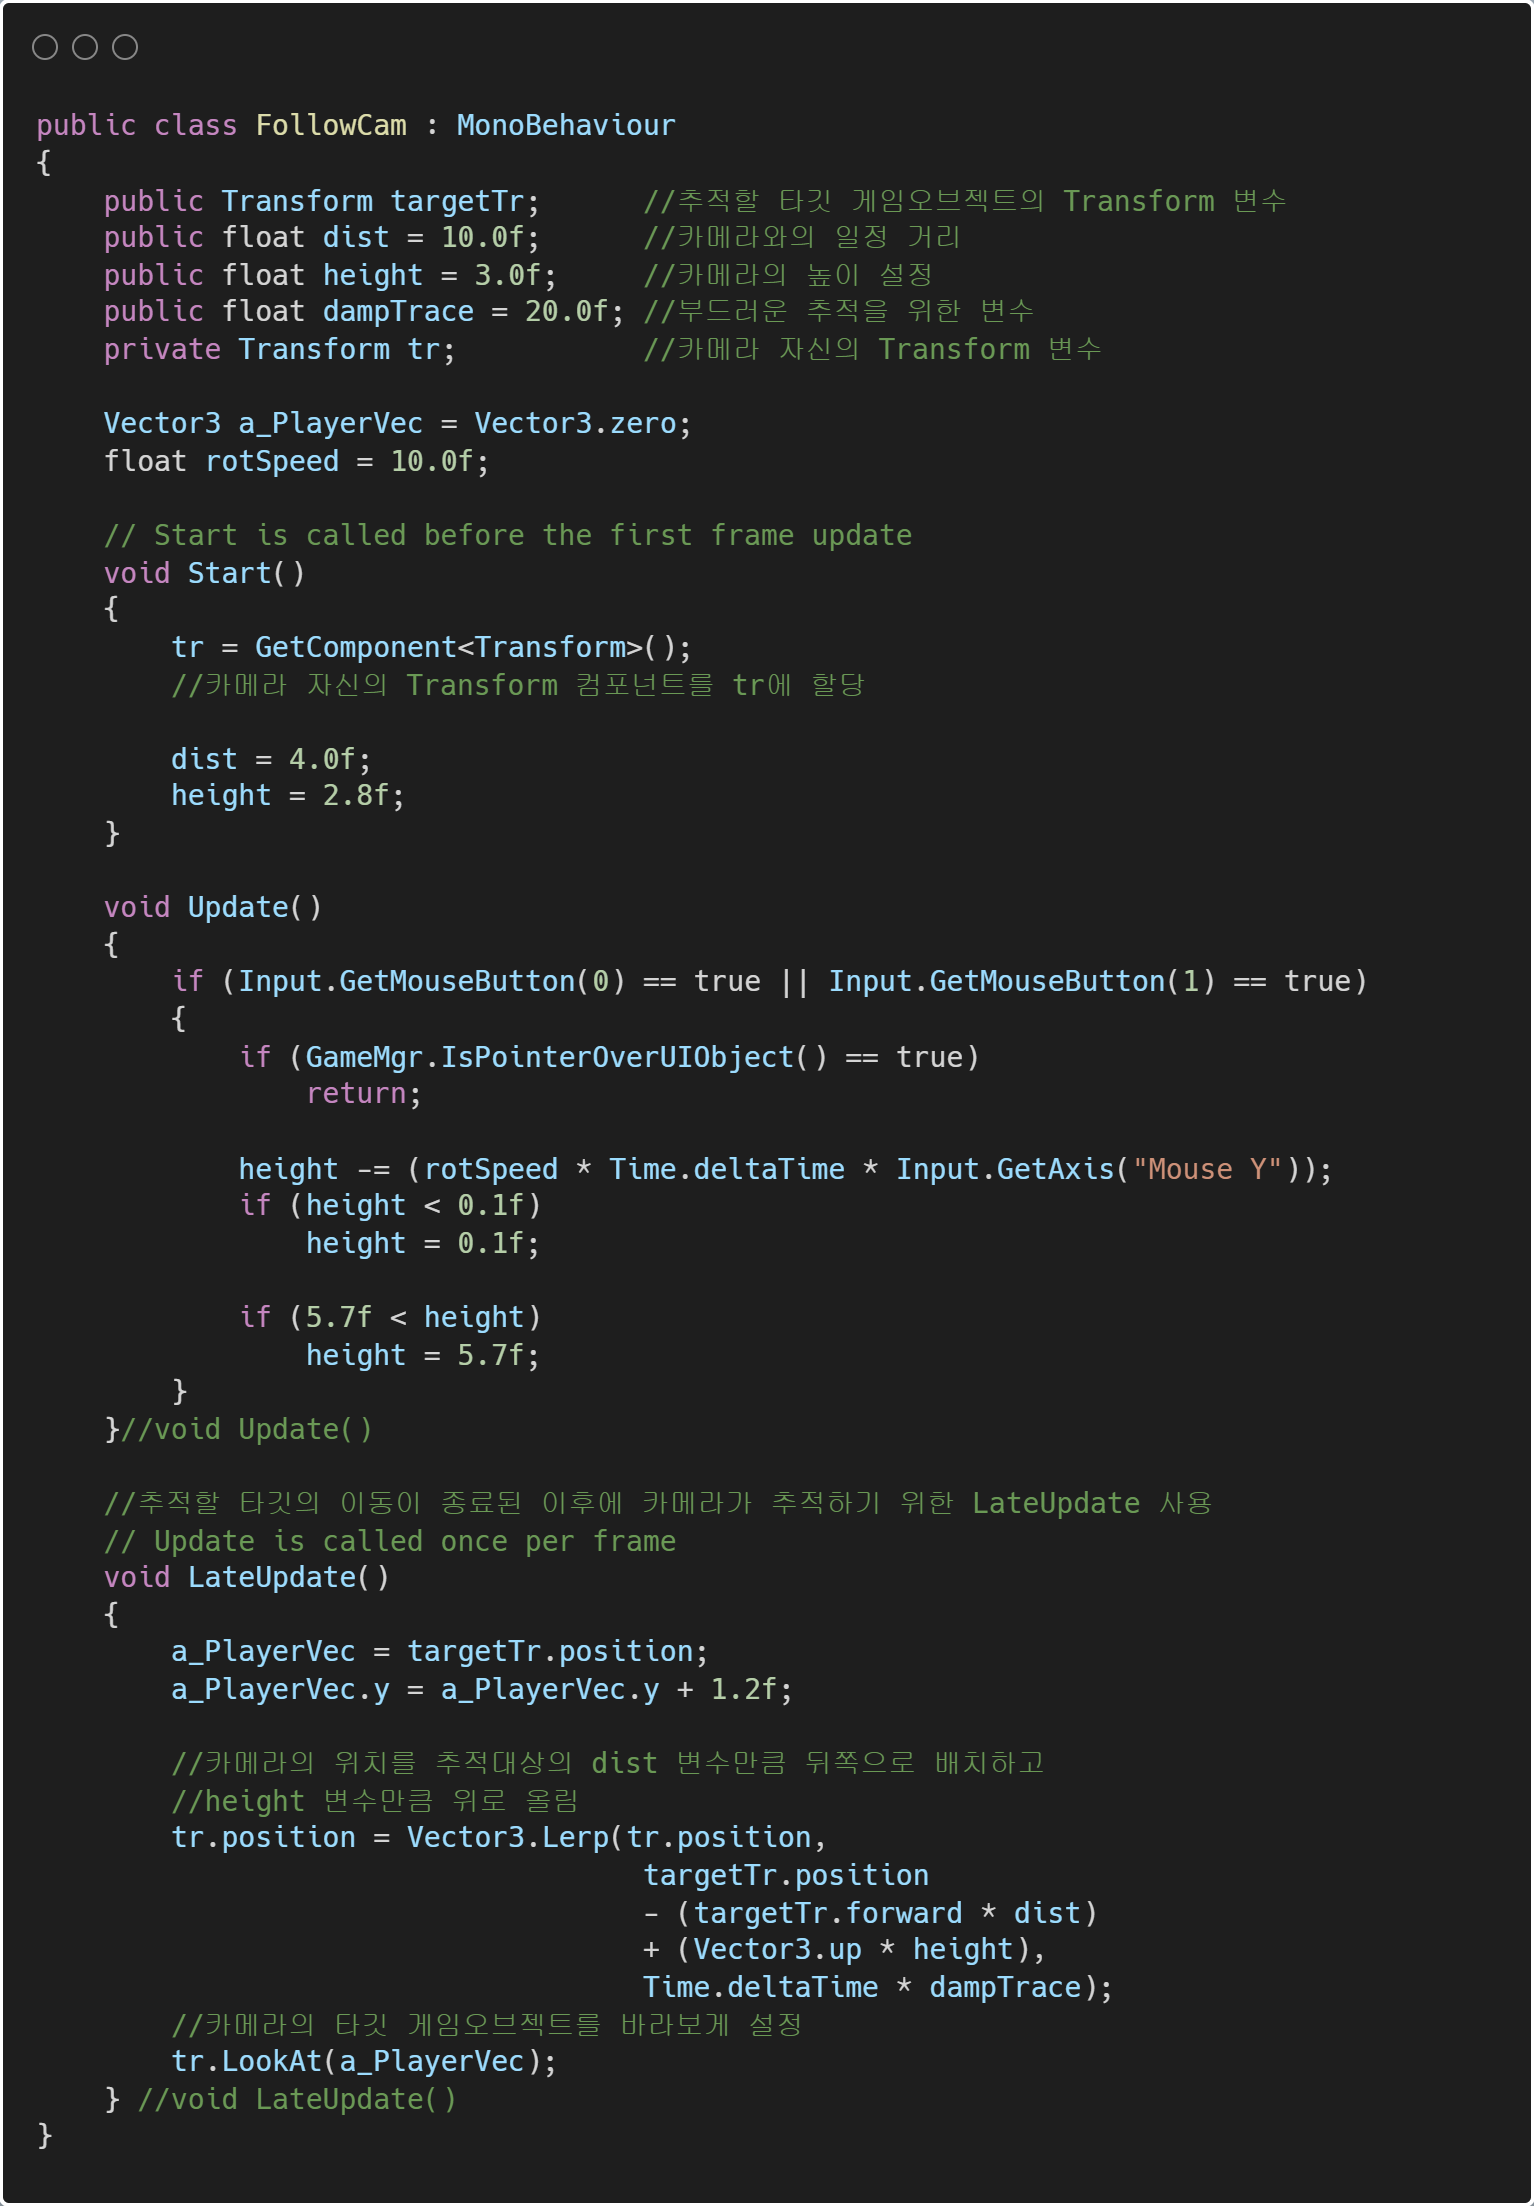 public class FollowCam : MonoBehaviour
{
    public Transform targetTr;      //추적할 타깃 게임오브젝트의 Transform 변수
    public float dist = 10.0f;      //카메라와의 일정 거리
    public float height = 3.0f;     //카메라의 높이 설정
    public float dampTrace = 20.0f; //부드러운 추적을 위한 변수
    private Transform tr;           //카메라 자신의 Transform 변수

    Vector3 a_PlayerVec = Vector3.zero;
    float rotSpeed = 10.0f;

    // Start is called before the first frame update
    void Start()
    {
        tr = GetComponent<Transform>();
        //카메라 자신의 Transform 컴포넌트를 tr에 할당

        dist = 4.0f;
        height = 2.8f;
    }

    void Update()
    {
        if (Input.GetMouseButton(0) == true || Input.GetMouseButton(1) == true)
        {
            if (GameMgr.IsPointerOverUIObject() == true)
                return;

            height -= (rotSpeed * Time.deltaTime * Input.GetAxis("Mouse Y"));
            if (height < 0.1f)
                height = 0.1f;

            if (5.7f < height)
                height = 5.7f;
        }
    }//void Update()

    //추적할 타깃의 이동이 종료된 이후에 카메라가 추적하기 위한 LateUpdate 사용
    // Update is called once per frame
    void LateUpdate()
    {
        a_PlayerVec = targetTr.position;
        a_PlayerVec.y = a_PlayerVec.y + 1.2f;

        //카메라의 위치를 추적대상의 dist 변수만큼 뒤쪽으로 배치하고
        //height 변수만큼 위로 올림
        tr.position = Vector3.Lerp(tr.position,
                                    targetTr.position
                                    - (targetTr.forward * dist)
                                    + (Vector3.up * height),
                                    Time.deltaTime * dampTrace);
        //카메라의 타깃 게임오브젝트를 바라보게 설정
        tr.LookAt(a_PlayerVec);
    } //void LateUpdate()
}